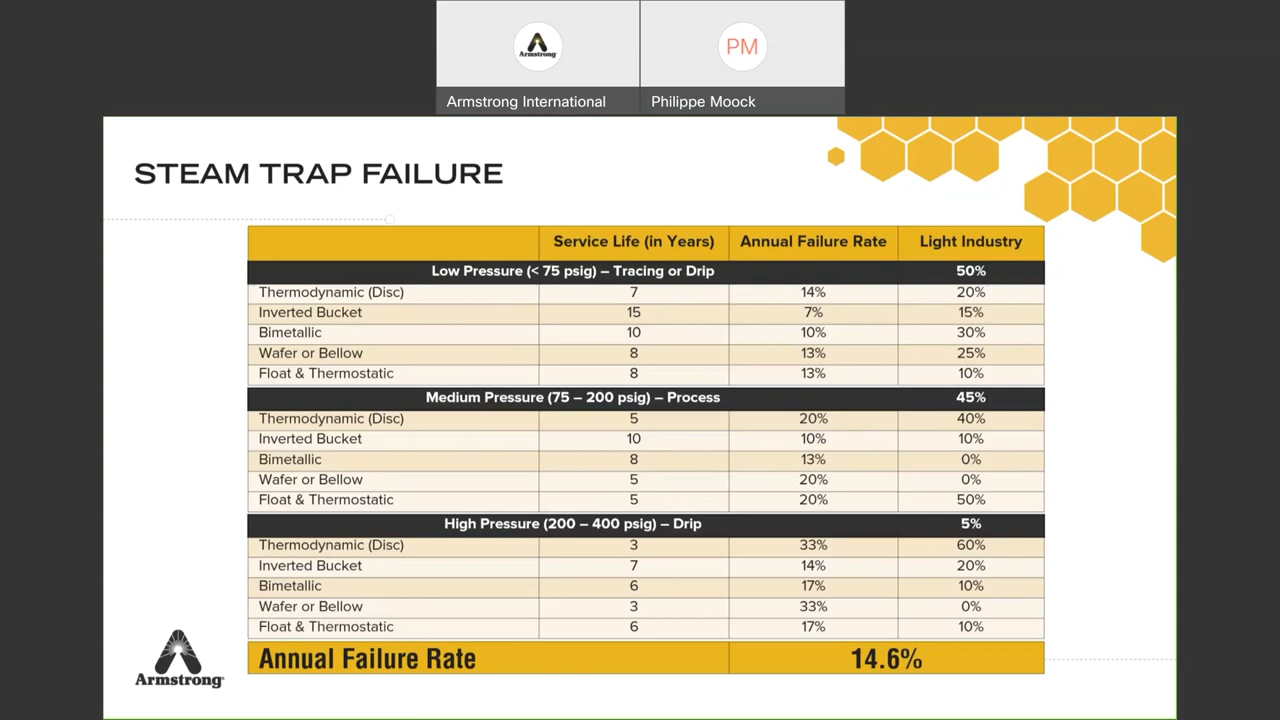 Armstrong
PM
Armstrong International
Philippe Moock
STEAM TRAP FAILURE
Service Life (in Years) Annual Failure Rate Light Industry
Low Pressure (< 75 psig) – Tracing or Drip 50%
Thermodynamic (Disc) 7 14% 20%
Inverted Bucket 15 7% 15%
Bimetallic 10 10% 30%
Wafer or Bellow 8 13% 25%
Float & Thermostatic 8 13% 10%
Medium Pressure (75 – 200 psig) – Process 45%
Thermodynamic (Disc) 5 20% 40%
Inverted Bucket 10 10% 10%
Bimetallic 8 13% 0%
Wafer or Bellow 5 20% 0%
Float & Thermostatic 5 20% 50%
High Pressure (200 – 400 psig) – Drip 5%
Thermodynamic (Disc) 3 33% 60%
Inverted Bucket 7 14% 20%
Bimetallic 6 17% 10%
Wafer or Bellow 3 33% 0%
Float & Thermostatic 6 17% 10%
Annual Failure Rate 14.6%
Armstrong®